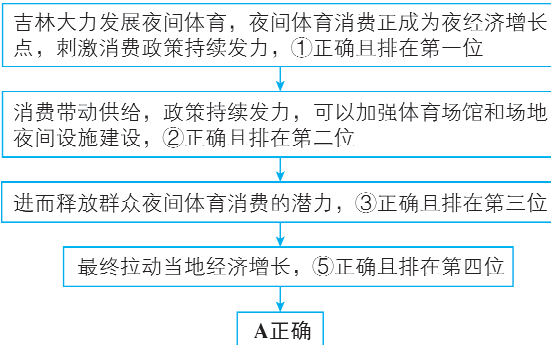 吉林大力发展夜间体育，夜间体育消费正成为夜经济增长
点，刺激消费政策持续发力，①正确且排在第一位
消费带动供给，政策持续发力，可以加强体育场馆和场地
夜间设施建设，②正确且排在第二位
进而释放群众夜间体育消费的潜力，③正确且排在第三位
最终拉动当地经济增长，⑤正确且排在第四位
A正确